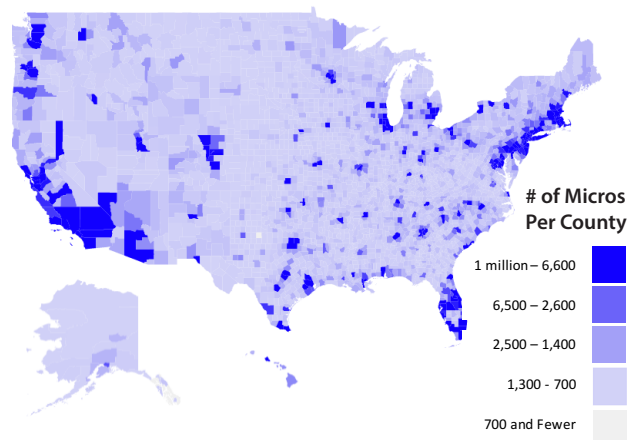 # of Micros
Per County
1 million – 6,600
6,500 – 2,600
2,500 – 1,400
1,300 - 700
700 and Fewer